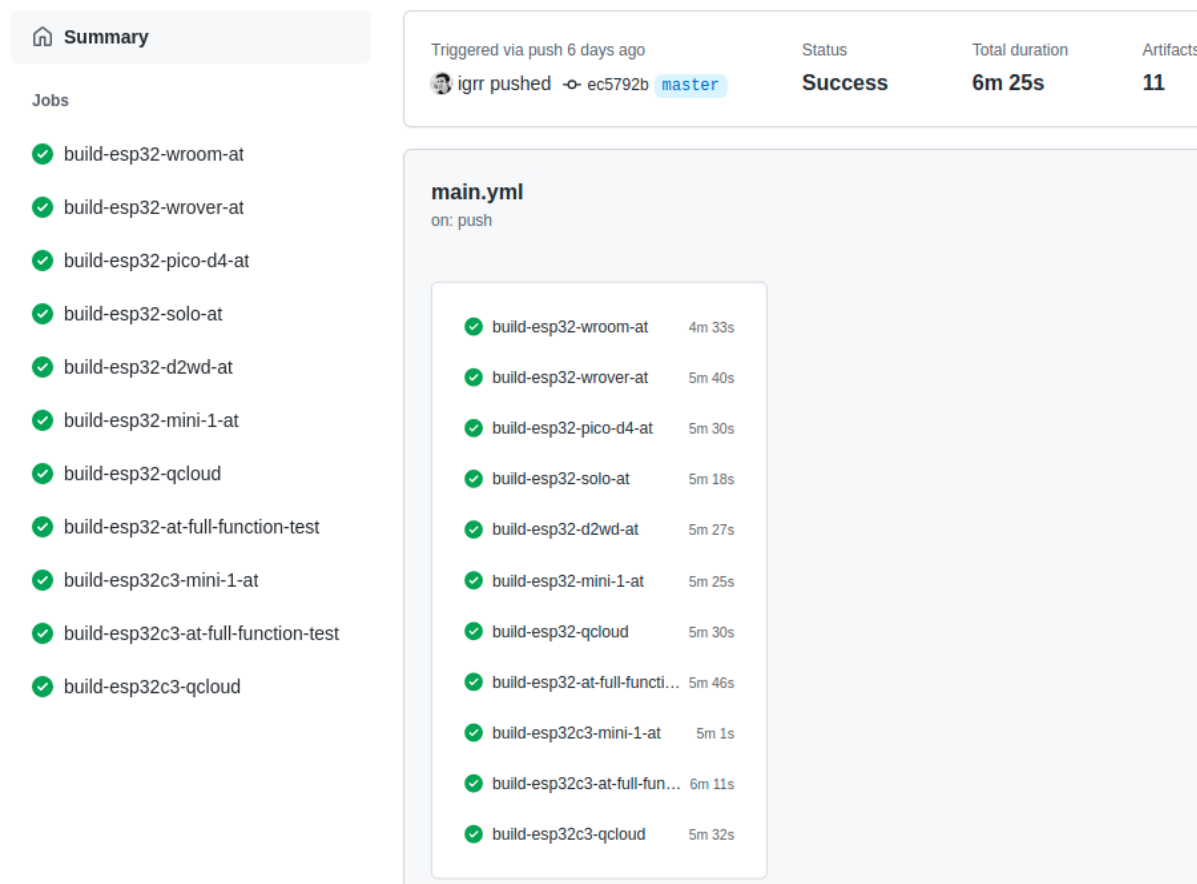 Summary
Jobs
build-esp32-wroom-at
build-esp32-wrover-at
build-esp32-pico-d4-at
build-esp32-solo-at
build-esp32-d2wd-at
build-esp32-mini-1-at
build-esp32-qcloud
build-esp32-at-full-function-test
build-esp32c3-mini-1-at
build-esp32c3-at-full-function-test
build-esp32c3-qcloud
Triggered via push 6 days ago
igrr pushed ec5792b master
Status
Success
Total duration
6m 25s
Artifacts
11
main.yml
on: push
build-esp32-wroom-at 4m 33s
build-esp32-wrover-at 5m 40s
build-esp32-pico-d4-at 5m 30s
build-esp32-solo-at 5m 18s
build-esp32-d2wd-at 5m 27s
build-esp32-mini-1-at 5m 25s
build-esp32-qcloud 5m 30s
build-esp32-at-full-functi... 5m 46s
build-esp32c3-mini-1-at 5m 1s
build-esp32c3-at-full-fun... 6m 11s
build-esp32c3-qcloud 5m 32s